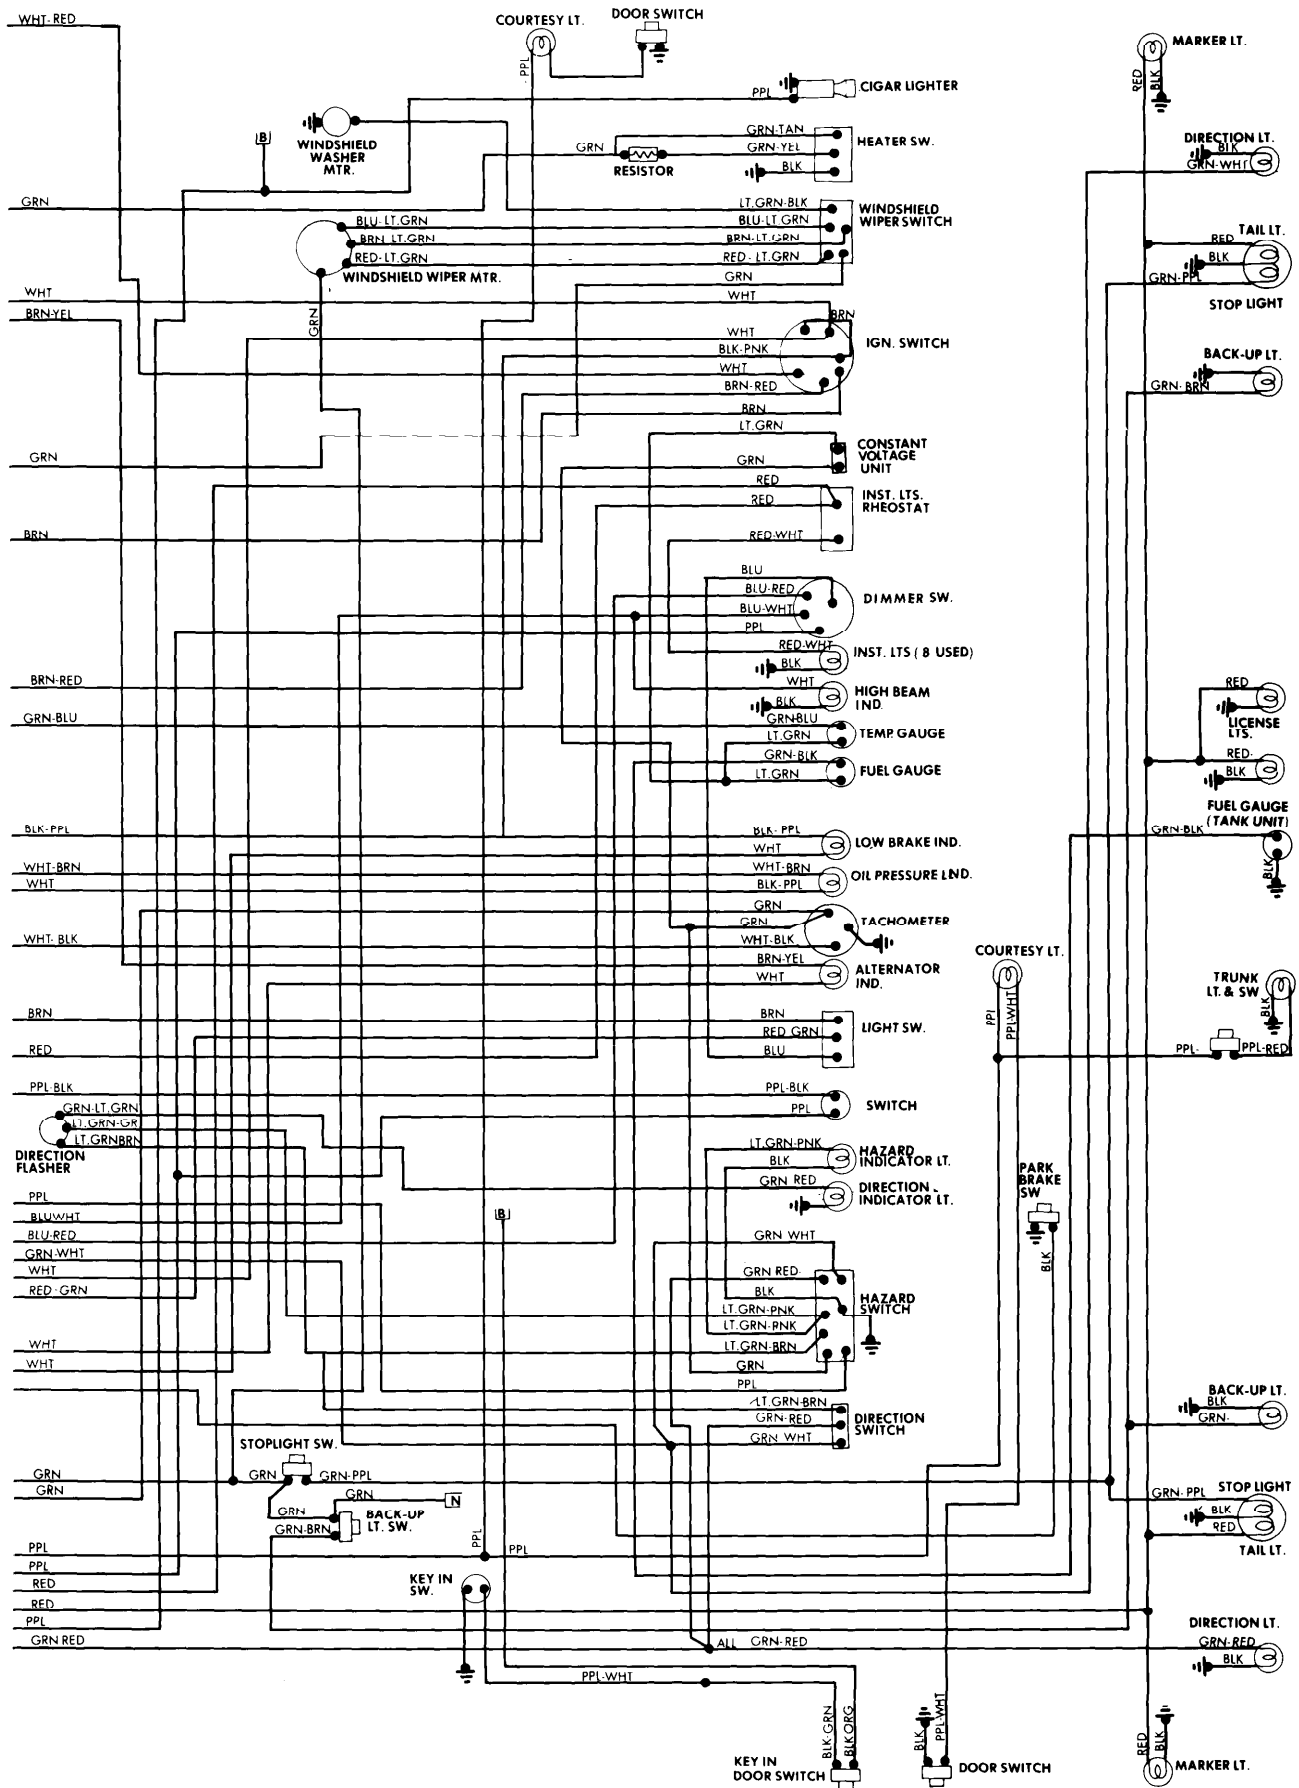 WHT-RED
COURTESY LT.
DOOR SWITCH
PPL
MARKER LT.
RED
BLK
PPL
CIGAR LIGHTER
B
WINDSHIELD
WASHER
MTR.
GRN
RESISTOR
GRN-TAN
GRN-YEL
BLK
HEATER SW.
DIRECTION LT.
BLK
GRN-WHT
GRN
BLU-LT.GRN
BRN LT.GRN
RED-LT.GRN
WINDSHIELD WIPER MTR.
LT.GRN-BLK
BLU-LT GRN
BRN-LT.GRN
RED-LT.GRN
GRN
WINDSHIELD
WIPER SWITCH
TAIL LT.
RED
BLK
GRN-PPL
STOP LIGHT
WHT
BRN-YEL
GRN
WHT
BRN
WHT
BLK-PNK
WHT
BRN-RED
BRN
IGN. SWITCH
BACK-UP LT.
GRN-BRN
LT.GRN
GRN
CONSTANT
VOLTAGE
UNIT
GRN
RED
RED
RED-WHT
INST. LTS.
RHEOSTAT
BRN
BLU
BLU-RED
BLU-WHT
PPL
DIMMER SW.
RED-WHT
BLK
INST. LTS ( 8 USED)
BRN-RED
WHT
BLK
HIGH BEAM
IND.
RED
LICENSE
LTS.
RED-
BLK
GRN-BLU
GRN-BLU
LT.GRN
TEMP. GAUGE
GRN-BLK
LT.GRN
FUEL GAUGE
FUEL GAUGE
(TANK UNIT)
GRN-BLK
BLK
BLK-PPL
BLK-PPL
WHT
LOW BRAKE IND.
WHT-BRN
WHT
WHT-BRN
BLK-PPL
OIL PRESSURE IND.
GRN
GRN
WHT-BLK
TACHOMETER
WHT-BLK
BRN-YEL
WHT
ALTERNATOR
IND.
COURTESY LT.
PPL
PPL-WHT
TRUNK
LT.& SW.
BLK
PPL-
PPL-RED
BRN
RED
BRN
RED GRN
BLU
LIGHT SW.
PPL-BLK
PPL-BLK
PPL
SWITCH
GRN-LT.GRN
LT.GRN-GR
LT.GRNBRN
DIRECTION
FLASHER
LT.GRN-PNK
BLK
HAZARD
INDICATOR LT.
GRN RED
DIRECTION
INDICATOR LT.
PARK
BRAKE
SW
BLK
PPL
BLUWHT
BLU-RED
GRN-WHT
WHT
RED-GRN
B
GRN WHT
GRN RED-
BLK
LT.GRN-PNK
LT.GRN-PNK
LT.GRN-BRN
GRN
PPL
HAZARD
SWITCH
WHT
WHT
LT.GRN-BRN
GRN-RED
GRN WHT
DIRECTION
SWITCH
BACK-UP LT.
BLK
GRN-
STOPLIGHT SW.
GRN
GRN
GRN
GRN-PPL
GRN
N
GRN
GRN-BRN
BACK-UP
LT. SW.
STOP LIGHT
GRN-PPL
BLK
RED
TAIL LT.
PPL
PPL
RED
RED
PPL
GRN RED
PPL
PPL
KEY IN
SW.
ALL GRN-RED
DIRECTION LT.
GRN-RED
BLK
PPL-WHT
BLK-GRN
BLKORG
KEY IN
DOOR SWITCH
BLK
PPL-WHT
DOOR SWITCH
RED
BLK
MARKER LT.